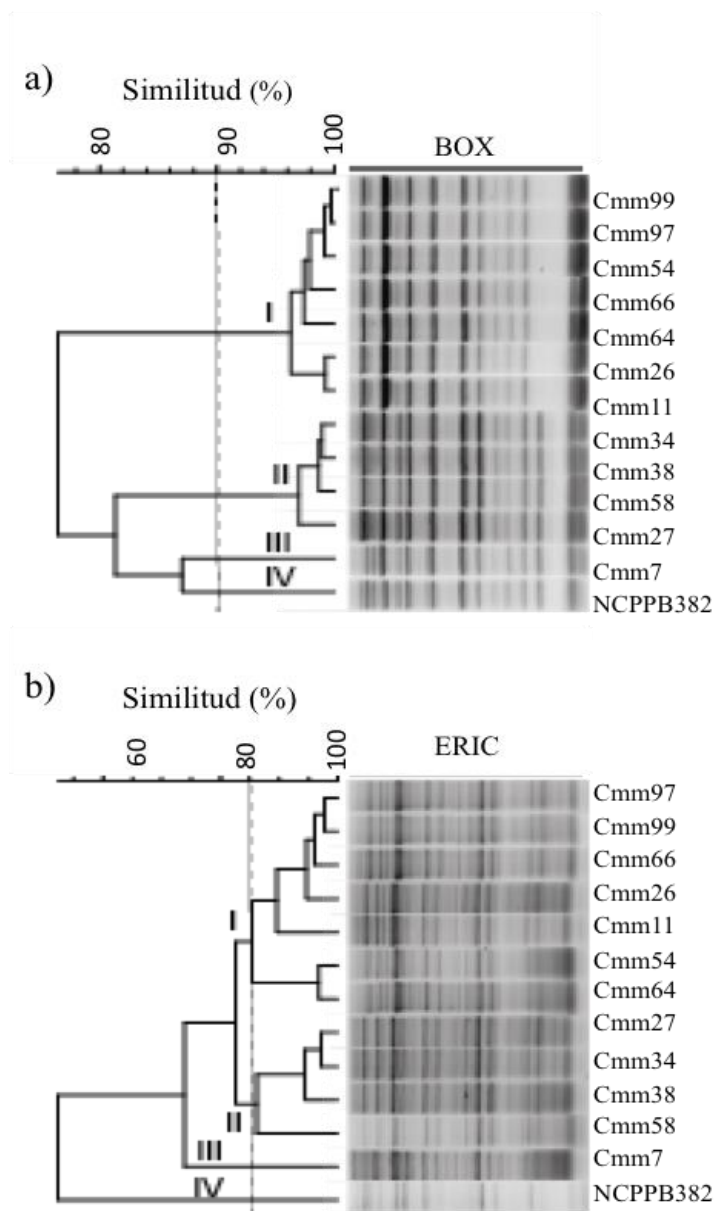 a)
Similitud (%)
80
90
100
BOX
I
II
III
IV
Cmm99
Cmm97
Cmm54
Cmm66
Cmm64
Cmm26
Cmm11
Cmm34
Cmm38
Cmm58
Cmm27
Cmm7
NCPPB382
b)
Similitud (%)
60
80
100
ERIC
I
II
III
IV
Cmm97
Cmm99
Cmm66
Cmm26
Cmm11
Cmm54
Cmm64
Cmm27
Cmm34
Cmm38
Cmm58
Cmm7
NCPPB382